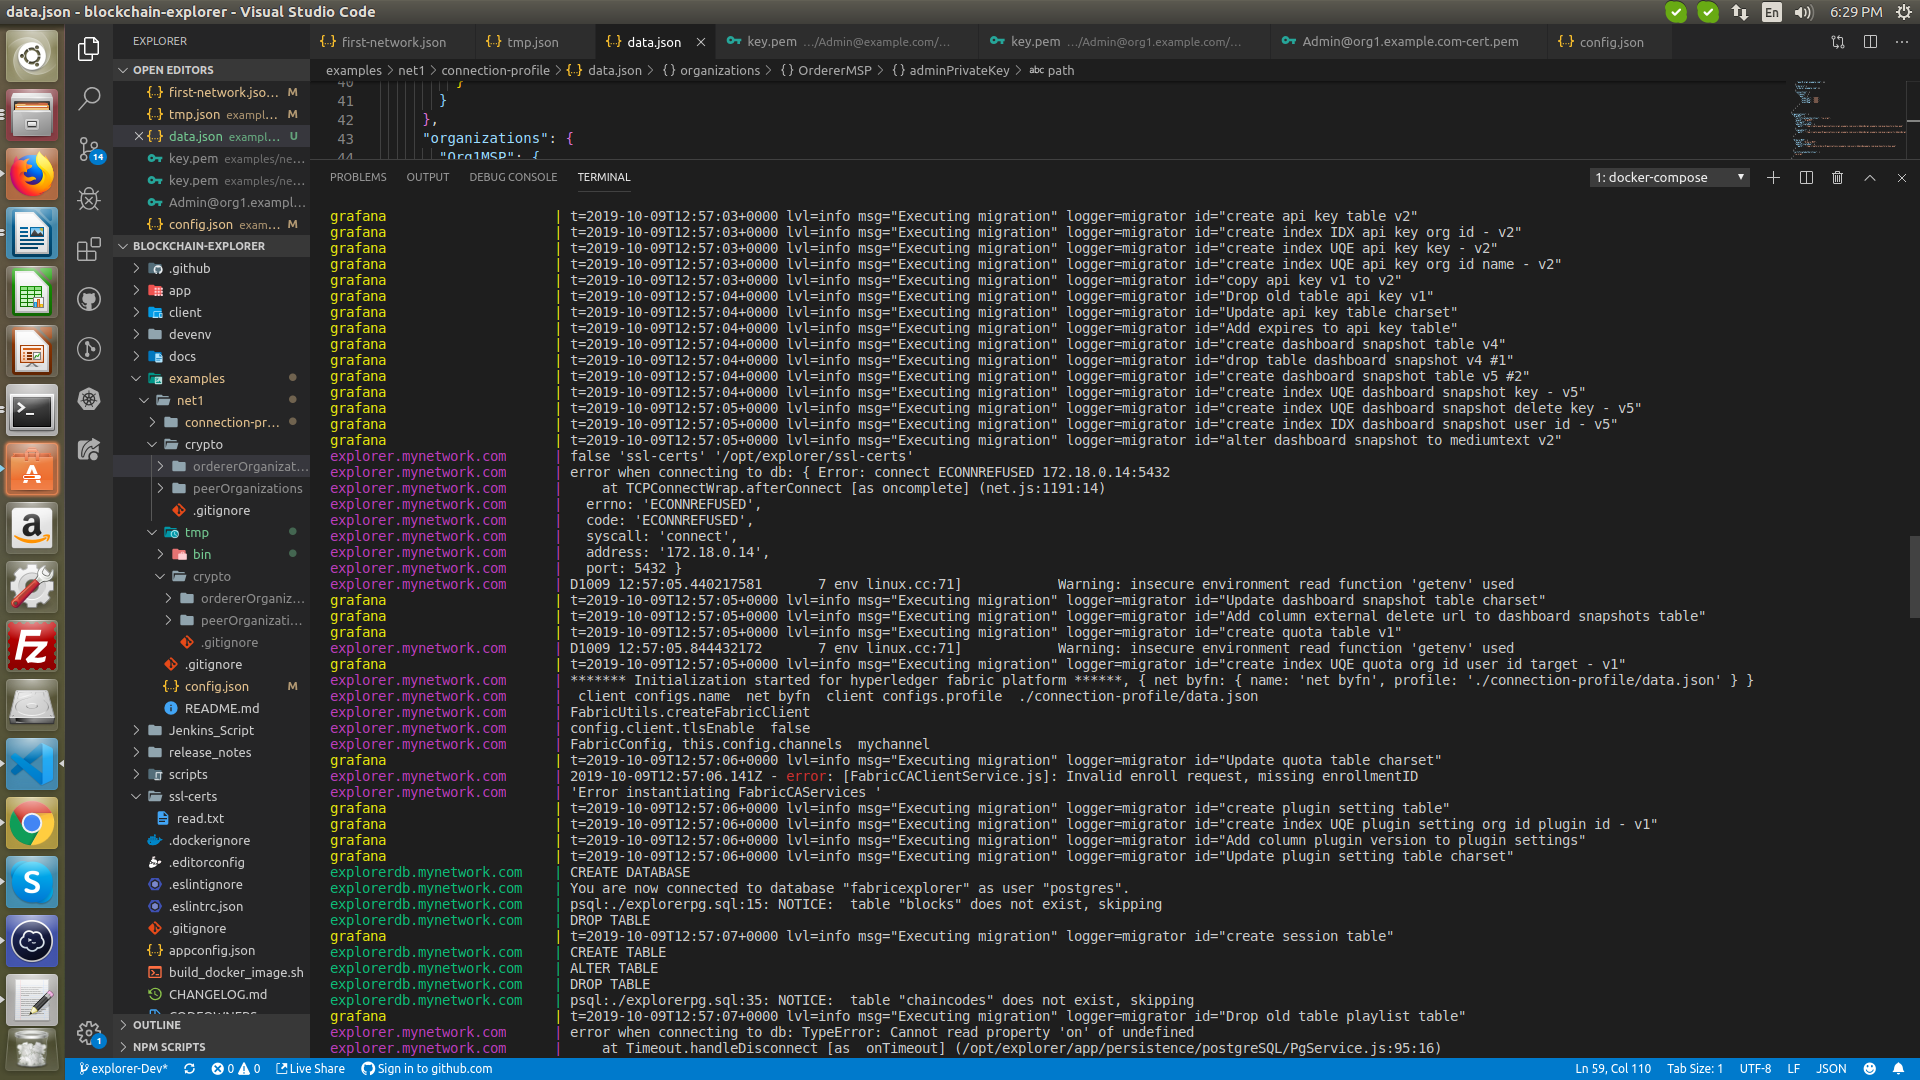 data.json - blockchain-explorer - Visual Studio Code
En
6:29 PM
EXPLORER
first-network.json
tmp.json
data.json
key.pem .../Admin@example.com/...
key.pem .../Admin@org1.example.com/...
Admin@org1.example.com-cert.pem
config.json
examples > net1 > connection-profile > data.json > {} organizations > {} OrdererMSP > {} adminPrivateKey > abc path
OPEN EDITORS
first-network.jso... M
tmp.json exampl... M
data.json exampl... U
key.pem examples/ne...
key.pem examples/ne...
Admin@org1.exampl...
config.json exam... M
BLOCKCHAIN-EXPLORER
.github
app
client
devenv
docs
examples
net1
connection-pr...
crypto
ordererOrganizat...
peerOrganizations
.gitignore
tmp
bin
crypto
ordererOrganiz...
peerOrganizati...
.gitignore
.gitignore
config.json M
README.md
Jenkins_Script
release_notes
scripts
ssl-certs
read.txt
.dockerignore
.editorconfig
.eslintignore
.eslintrc.json
.gitignore
appconfig.json
build_docker_image.sh
CHANGELOG.md
CODEOWNERS
OUTLINE
NPM SCRIPTS
14
1
40 }
41 }
42 },
43 "organizations": {
44 "Org1MSP": {
PROBLEMS OUTPUT DEBUG CONSOLE TERMINAL
1: docker-compose
grafana | t=2019-10-09T12:57:03+0000 lvl=info msg="Executing migration" logger=migrator id="create api key table v2"
grafana | t=2019-10-09T12:57:03+0000 lvl=info msg="Executing migration" logger=migrator id="create index IDX api key org id - v2"
grafana | t=2019-10-09T12:57:03+0000 lvl=info msg="Executing migration" logger=migrator id="create index UQE api key key - v2"
grafana | t=2019-10-09T12:57:03+0000 lvl=info msg="Executing migration" logger=migrator id="create index UQE api key org id name - v2"
grafana | t=2019-10-09T12:57:03+0000 lvl=info msg="Executing migration" logger=migrator id="copy api key v1 to v2"
grafana | t=2019-10-09T12:57:04+0000 lvl=info msg="Executing migration" logger=migrator id="Drop old table api key v1"
grafana | t=2019-10-09T12:57:04+0000 lvl=info msg="Executing migration" logger=migrator id="Update api key table charset"
grafana | t=2019-10-09T12:57:04+0000 lvl=info msg="Executing migration" logger=migrator id="Add expires to api key table"
grafana | t=2019-10-09T12:57:04+0000 lvl=info msg="Executing migration" logger=migrator id="create dashboard snapshot table v4"
grafana | t=2019-10-09T12:57:04+0000 lvl=info msg="Executing migration" logger=migrator id="drop table dashboard snapshot v4 #1"
grafana | t=2019-10-09T12:57:04+0000 lvl=info msg="Executing migration" logger=migrator id="create dashboard snapshot table v5 #2"
grafana | t=2019-10-09T12:57:04+0000 lvl=info msg="Executing migration" logger=migrator id="create index UQE dashboard snapshot key - v5"
grafana | t=2019-10-09T12:57:05+0000 lvl=info msg="Executing migration" logger=migrator id="create index UQE dashboard snapshot delete key - v5"
grafana | t=2019-10-09T12:57:05+0000 lvl=info msg="Executing migration" logger=migrator id="create index IDX dashboard snapshot user id - v5"
grafana | t=2019-10-09T12:57:05+0000 lvl=info msg="Executing migration" logger=migrator id="alter dashboard snapshot to mediumtext v2"
explorer.mynetwork.com | false 'ssl-certs' '/opt/explorer/ssl-certs'
explorer.mynetwork.com | error when connecting to db: { Error: connect ECONNREFUSED 172.18.0.14:5432
explorer.mynetwork.com | at TCPConnectWrap.afterConnect [as oncomplete] (net.js:1191:14)
explorer.mynetwork.com | errno: 'ECONNREFUSED',
explorer.mynetwork.com | code: 'ECONNREFUSED',
explorer.mynetwork.com | syscall: 'connect',
explorer.mynetwork.com | address: '172.18.0.14',
explorer.mynetwork.com | port: 5432 }
explorer.mynetwork.com | D1009 12:57:05.440217581 7 env linux.cc:71] Warning: insecure environment read function 'getenv' used
grafana | t=2019-10-09T12:57:05+0000 lvl=info msg="Executing migration" logger=migrator id="Update dashboard snapshot table charset"
grafana | t=2019-10-09T12:57:05+0000 lvl=info msg="Executing migration" logger=migrator id="Add column external delete url to dashboard snapshots table"
grafana | t=2019-10-09T12:57:05+0000 lvl=info msg="Executing migration" logger=migrator id="create quota table v1"
explorer.mynetwork.com | D1009 12:57:05.844432172 7 env linux.cc:71] Warning: insecure environment read function 'getenv' used
grafana | t=2019-10-09T12:57:05+0000 lvl=info msg="Executing migration" logger=migrator id="create index UQE quota org id user id target - v1"
explorer.mynetwork.com | ******* Initialization started for hyperledger fabric platform ******, { net byfn: { name: 'net byfn', profile: './connection-profile/data.json' } }
explorer.mynetwork.com | client configs.name net byfn client configs.profile ./connection-profile/data.json
explorer.mynetwork.com | FabricUtils.createFabricClient
explorer.mynetwork.com | config.client.tlsEnable false
explorer.mynetwork.com | FabricConfig, this.config.channels mychannel
grafana | t=2019-10-09T12:57:06+0000 lvl=info msg="Executing migration" logger=migrator id="Update quota table charset"
explorer.mynetwork.com | 2019-10-09T12:57:06.141Z - error: [FabricCAClientService.js]: Invalid enroll request, missing enrollmentID
explorer.mynetwork.com | 'Error instantiating FabricCAServices '
grafana | t=2019-10-09T12:57:06+0000 lvl=info msg="Executing migration" logger=migrator id="create plugin setting table"
grafana | t=2019-10-09T12:57:06+0000 lvl=info msg="Executing migration" logger=migrator id="create index UQE plugin setting org id plugin id - v1"
grafana | t=2019-10-09T12:57:06+0000 lvl=info msg="Executing migration" logger=migrator id="Add column plugin version to plugin settings"
grafana | t=2019-10-09T12:57:06+0000 lvl=info msg="Executing migration" logger=migrator id="Update plugin setting table charset"
explorerdb.mynetwork.com | CREATE DATABASE
explorerdb.mynetwork.com | You are now connected to database "fabricexplorer" as user "postgres".
explorerdb.mynetwork.com | psql:./explorerpg.sql:15: NOTICE: table "blocks" does not exist, skipping
explorerdb.mynetwork.com | DROP TABLE
grafana | t=2019-10-09T12:57:07+0000 lvl=info msg="Executing migration" logger=migrator id="create session table"
explorerdb.mynetwork.com | CREATE TABLE
explorerdb.mynetwork.com | ALTER TABLE
explorerdb.mynetwork.com | DROP TABLE
explorerdb.mynetwork.com | psql:./explorerpg.sql:35: NOTICE: table "chaincodes" does not exist, skipping
grafana | t=2019-10-09T12:57:07+0000 lvl=info msg="Executing migration" logger=migrator id="Drop old table playlist table"
explorer.mynetwork.com | error when connecting to db: TypeError: Cannot read property 'on' of undefined
explorer.mynetwork.com | at Timeout.handleDisconnect [as onTimeout] (/opt/explorer/app/persistence/postgreSQL/PgService.js:95:16)
explorer-Dev* 0 0 Live Share Sign in to github.com
Ln 59, Col 110 Tab Size: 1 UTF-8 LF JSON